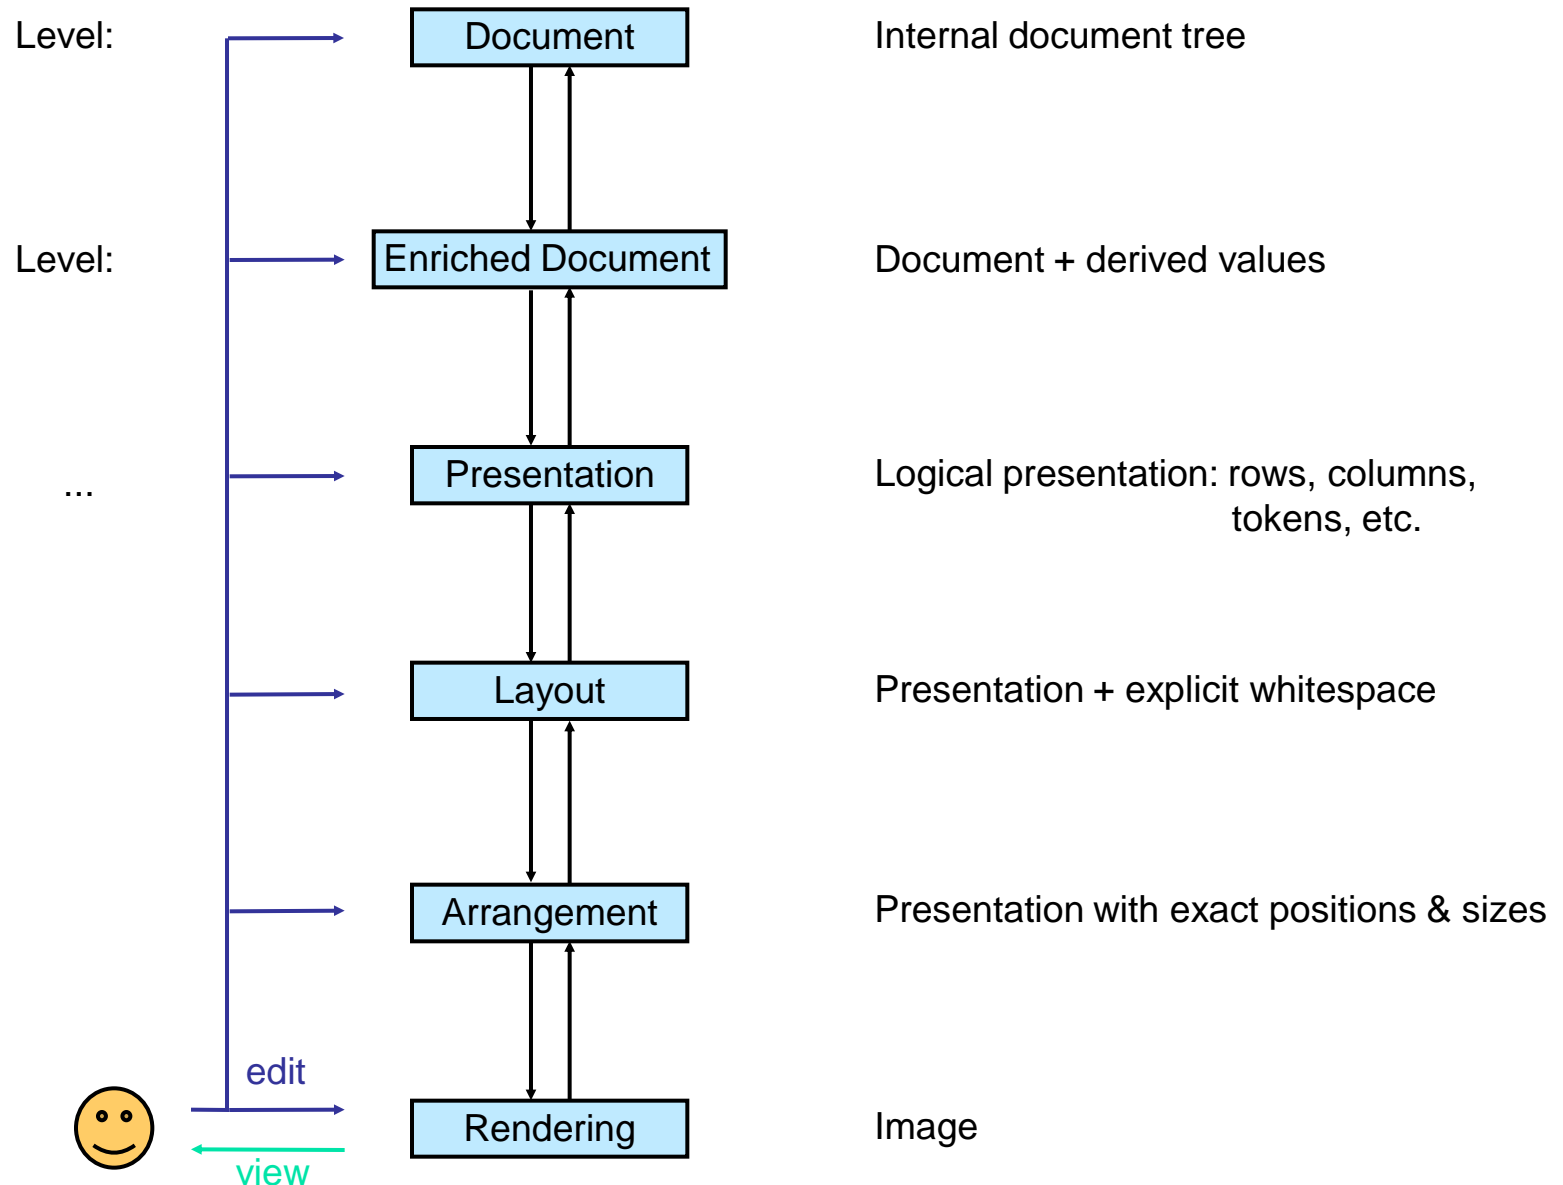 Level:
Document
Internal document tree
Level:
Enriched Document
Document + derived values
...
Presentation
Logical presentation: rows, columns,
tokens, etc.
Layout
Presentation + explicit whitespace
Arrangement
Presentation with exact positions & sizes
edit
Rendering
Image
view